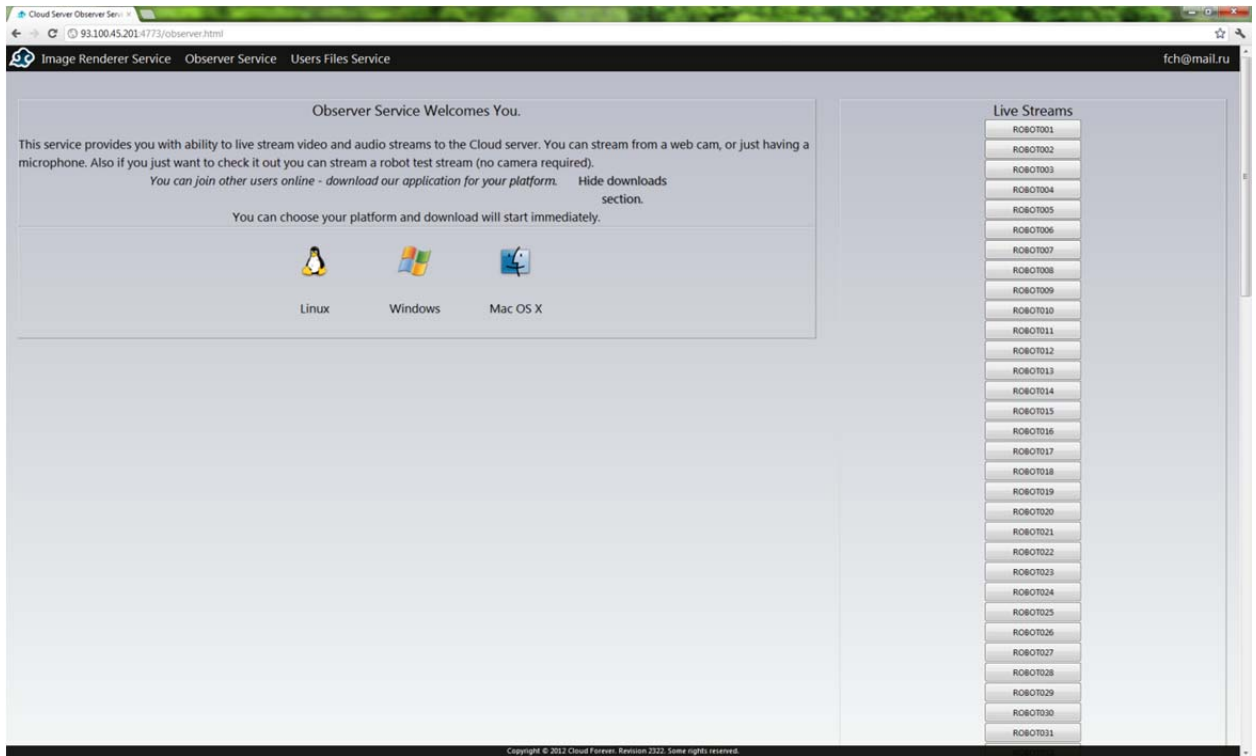 Cloud Server Observer Servi
93.100.45.201:4773/observer.html
Image Renderer Service Observer Service Users Files Service fch@mail.ru
Observer Service Welcomes You.
This service provides you with ability to live stream video and audio streams to the Cloud server. You can stream from a web cam, or just having a
microphone. Also if you just want to check it out you can stream a robot test stream (no camera required).
You can join other users online - download our application for your platform. Hide downloads
section.
You can choose your platform and download will start immediately.
Linux Windows Mac OS X
Live Streams
ROBOT001
ROBOT002
ROBOT003
ROBOT004
ROBOT005
ROBOT006
ROBOT007
ROBOT008
ROBOT009
ROBOT010
ROBOT011
ROBOT012
ROBOT013
ROBOT014
ROBOT015
ROBOT016
ROBOT017
ROBOT018
ROBOT019
ROBOT020
ROBOT021
ROBOT022
ROBOT023
ROBOT024
ROBOT025
ROBOT026
ROBOT027
ROBOT028
ROBOT029
ROBOT030
ROBOT031
Copyright © 2012 Cloud Forever. Revision 2322. Some rights reserved.